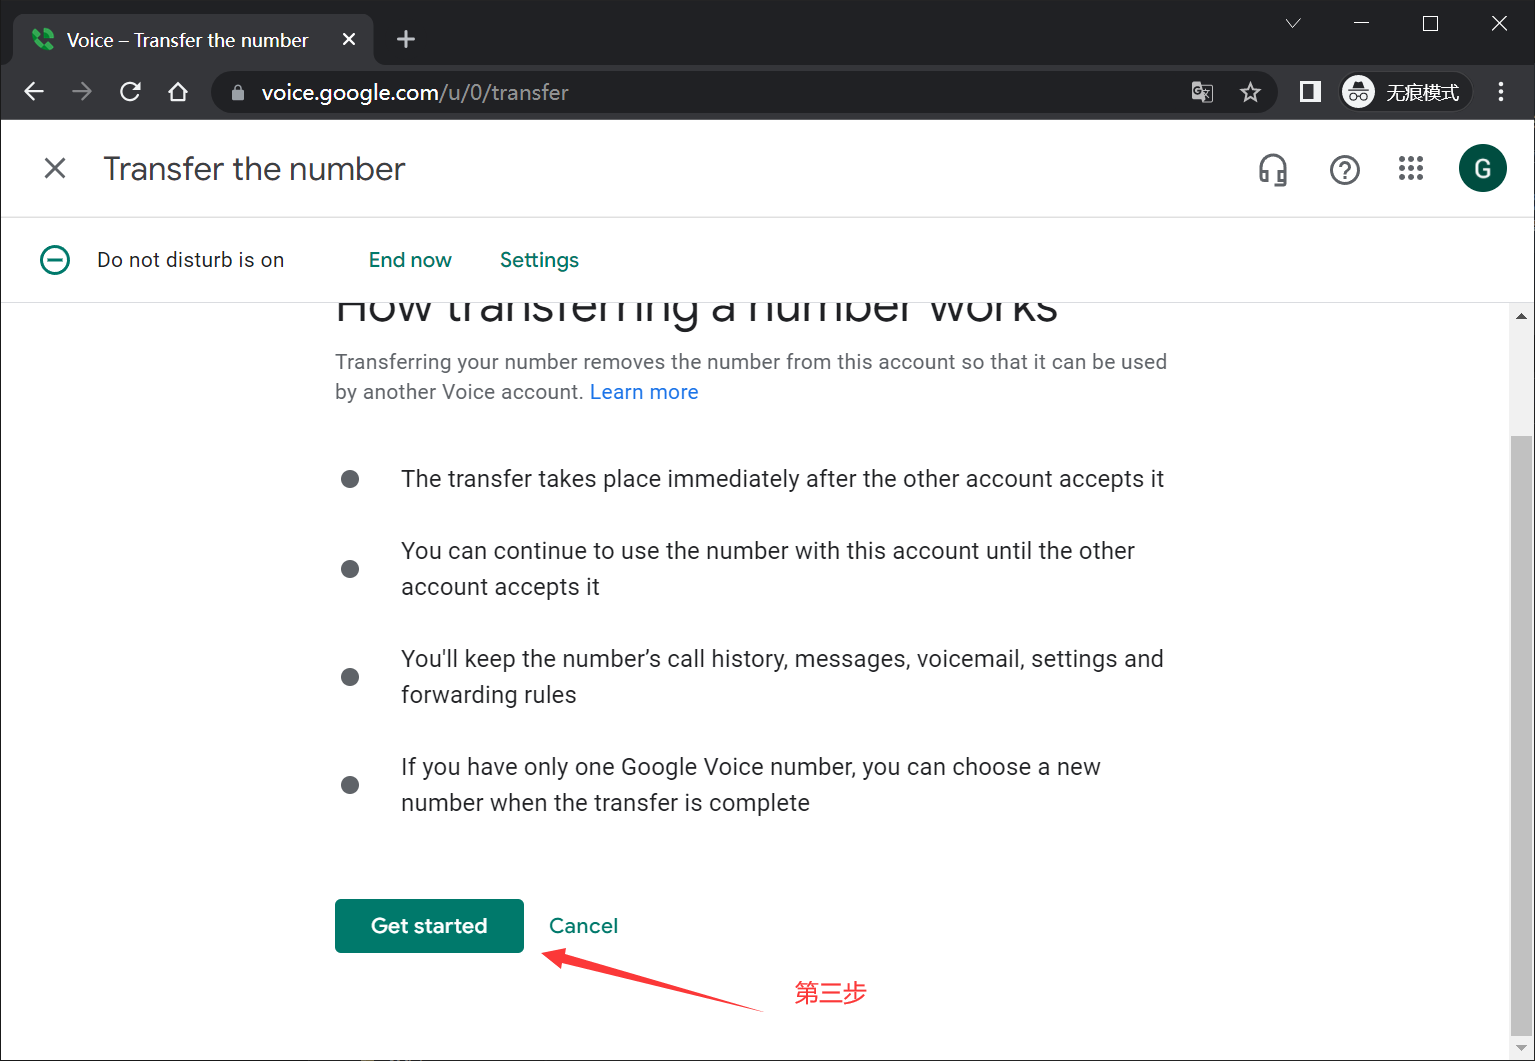 Voice – Transfer the number
voice.google.com/u/0/transfer
无痕模式
Transfer the number
G
Do not disturb is on End now Settings
How transferring a number works
Transferring your number removes the number from this account so that it can be used
by another Voice account. Learn more
The transfer takes place immediately after the other account accepts it
You can continue to use the number with this account until the other
account accepts it
You'll keep the number’s call history, messages, voicemail, settings and
forwarding rules
If you have only one Google Voice number, you can choose a new
number when the transfer is complete
Get started Cancel
第三步